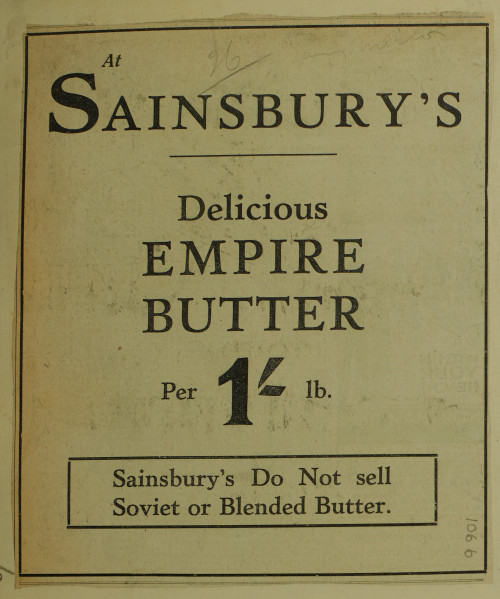 At
SAINSBURY'S
Delicious
EMPIRE
BUTTER
Per 1/- lb.
Sainsbury's Do Not sell
Soviet or Blended Butter.